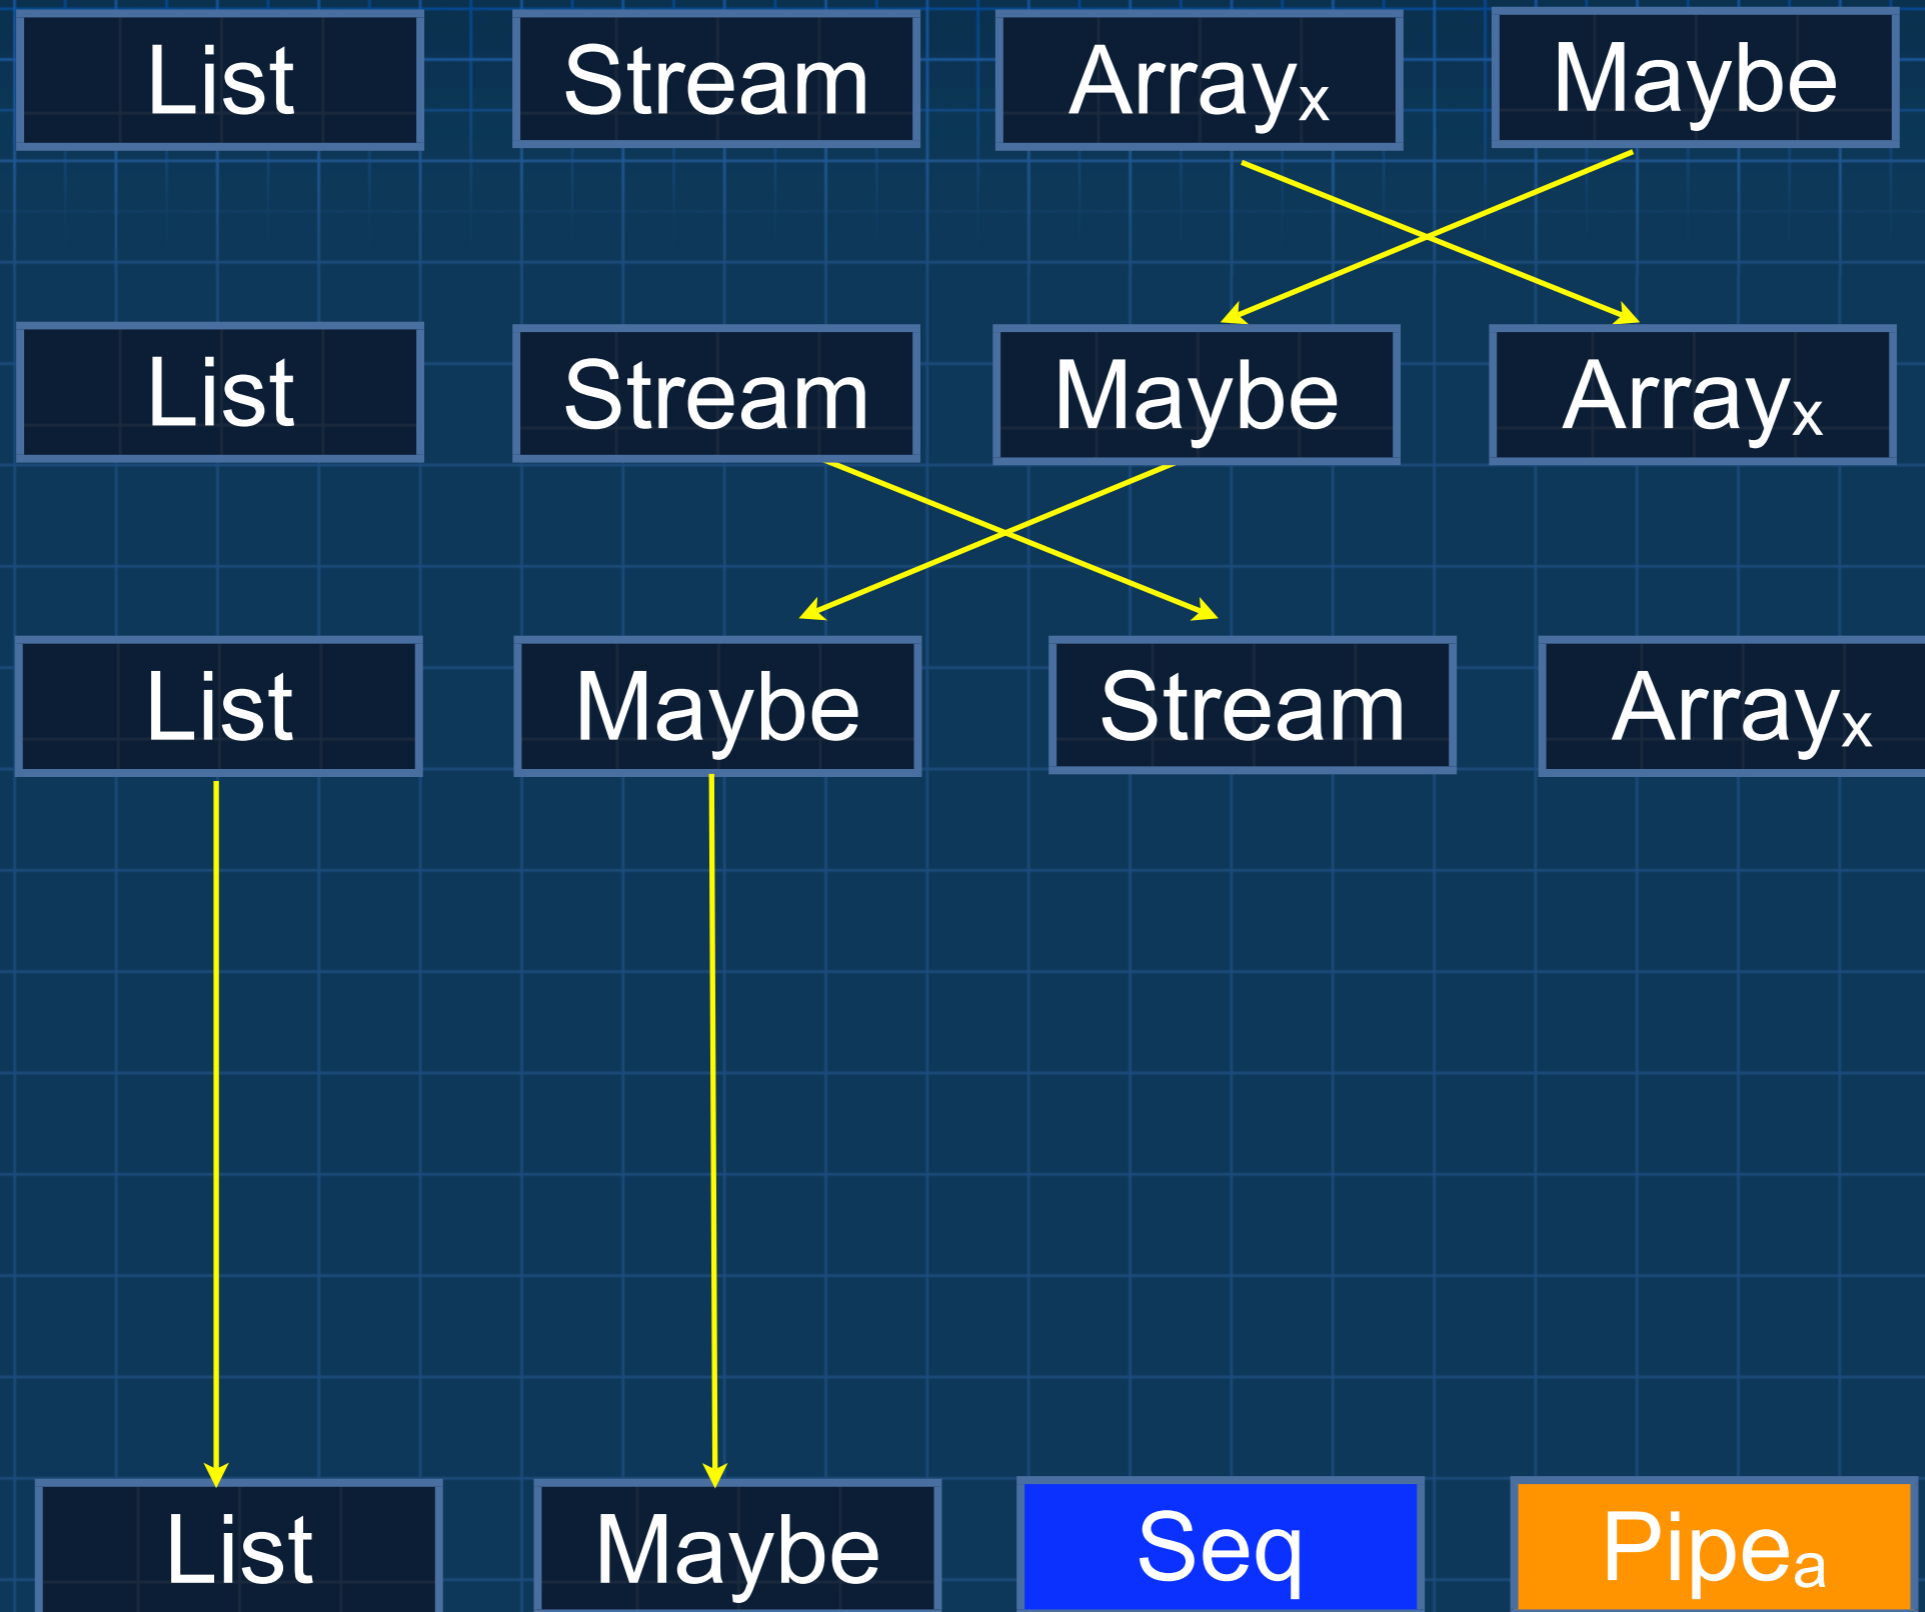 List Stream Arrayₓ Maybe
List Stream Maybe Arrayₓ
List Maybe Stream Arrayₓ
List Maybe Seq Pipeₐ